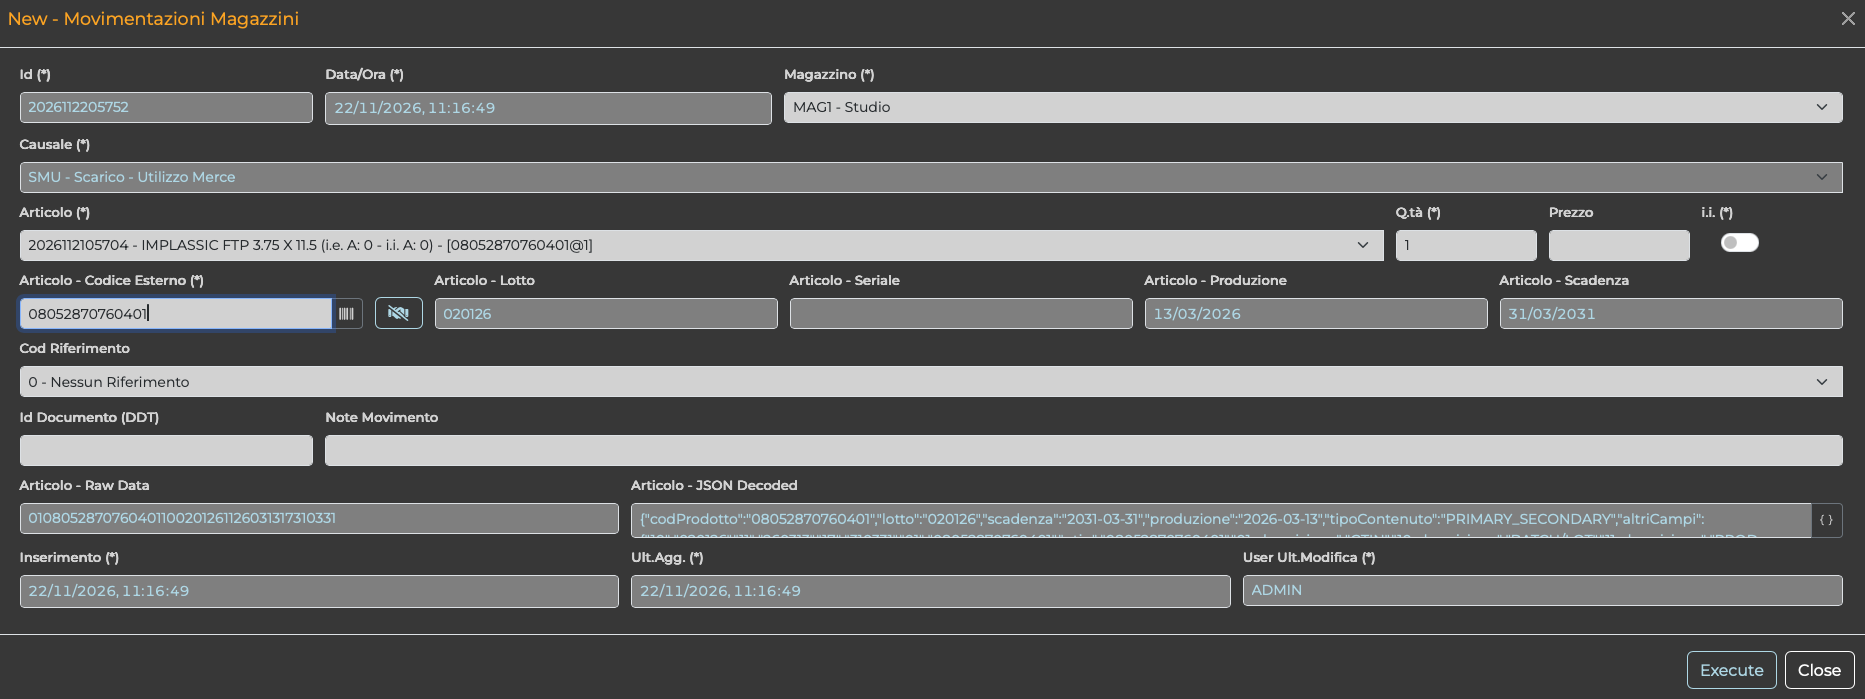 New - Movimentazioni Magazzini
Id (*) Data/Ora (*) Magazzino (*)
2026112205752 22/11/2026, 11:16:49 MAG1 - Studio
Causale (*)
SMU - Scarico - Utilizzo Merce
Articolo (*) Q.tà (*) Prezzo i.i. (*)
2026112105704 - IMPLASSIC FTP 3.75 X 11.5 (i.e. A: 0 - i.i. A: 0) - [08052870760401@1] 1
Articolo - Codice Esterno (*) Articolo - Lotto Articolo - Seriale Articolo - Produzione Articolo - Scadenza
08052870760401 020126 13/03/2026 31/03/2031
Cod Riferimento
0 - Nessun Riferimento
Id Documento (DDT) Note Movimento
Articolo - Raw Data Articolo - JSON Decoded
0108052870760401100201261126031317310331 {"codProdotto":"08052870760401","lotto":"020126","scadenza":"2031-03-31","produzione":"2026-03-13","tipoContenuto":"PRIMARY_SECONDARY","altriCampi": { }
Inserimento (*) Ult.Agg. (*) User Ult.Modifica (*)
22/11/2026, 11:16:49 22/11/2026, 11:16:49 ADMIN
Execute Close